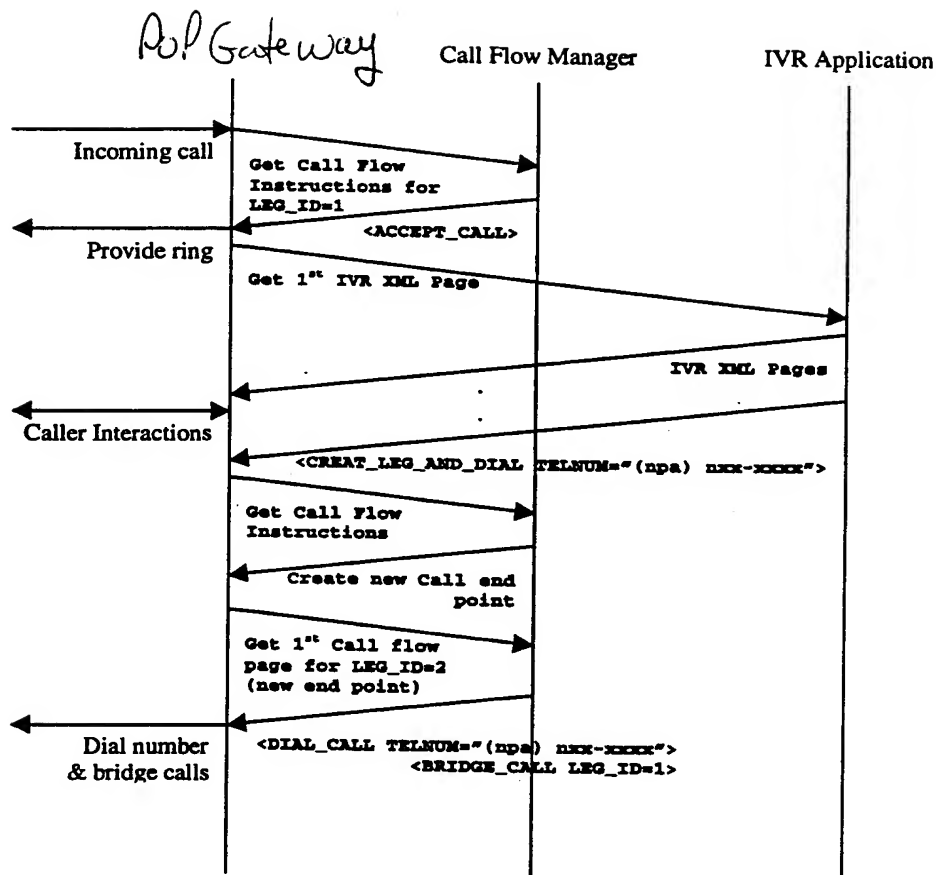 PoP Gateway
Call Flow Manager
IVR Application
Incoming call
Get Call Flow
Instructions for
LEG_ID=1
<ACCEPT_CALL>
Provide ring
Get 1st IVR XML Page
IVR XML Pages
Caller Interactions
<CREAT_LEG_AND_DIAL TELNUM="(npa) nxx-xxxx">
Get Call Flow
Instructions
Create new Call end
point
Get 1st Call flow
page for LEG_ID=2
(new end point)
Dial number
& bridge calls
<DIAL_CALL TELNUM="(npa) nxx-xxxx">
<BRIDGE_CALL LEG_ID=1>